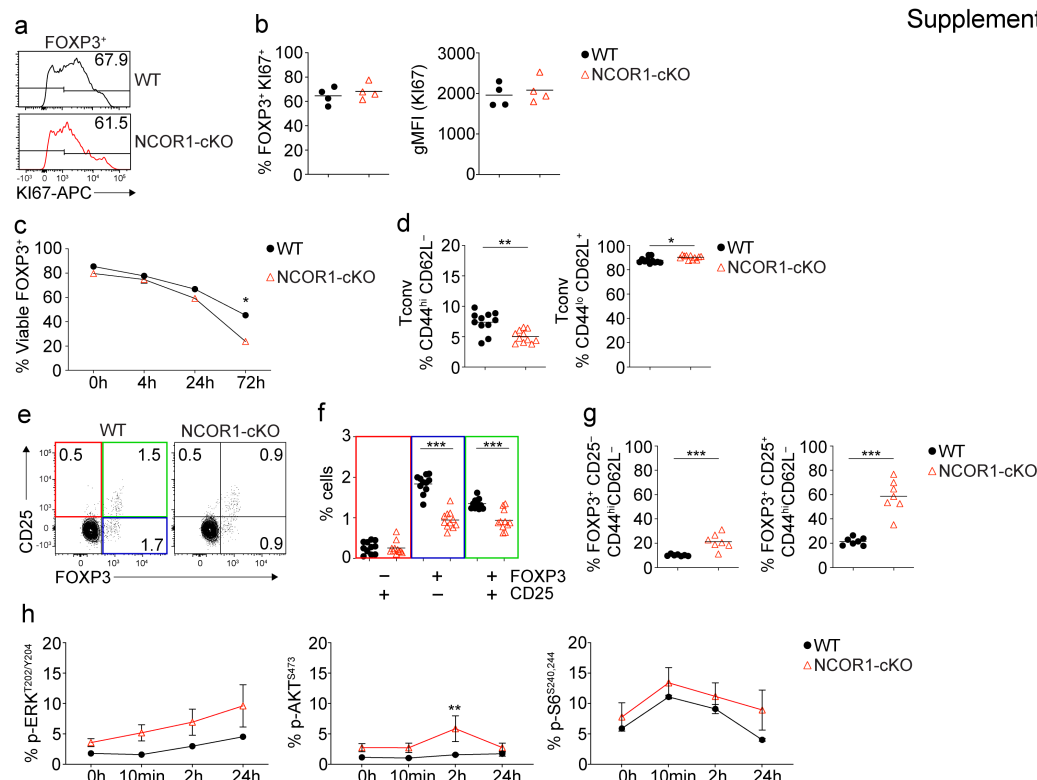 Supplement
a
FOXP3⁺
67.9
WT
61.5
NCOR1-cKO
-10³ 0 10³ 10⁴ 10⁵ 10⁶
KI67-APC
b
% FOXP3⁺ KI67⁺
100
80
60
40
20
0
gMFI (KI67)
3000
2000
1000
0
WT
NCOR1-cKO
c
% Viable FOXP3⁺
100
80
60
40
20
0
0h 4h 24h 72h
*
WT
NCOR1-cKO
d
Tconv
% CD44ʰⁱ CD62L⁻
20
15
10
5
0
**
Tconv
% CD44ˡᵒ CD62L⁺
100
80
60
40
20
0
*
WT
NCOR1-cKO
e
WT NCOR1-cKO
0.5 1.5 0.5 0.9
1.7 0.9
CD25
FOXP3
f
% cells
3
2
1
0
*** ***
− + + FOXP3
+ − + CD25
g
% FOXP3⁺ CD25⁻
CD44ʰⁱCD62L⁻
100
80
60
40
20
0
***
% FOXP3⁺ CD25⁺
CD44ʰⁱCD62L⁻
100
80
60
40
20
0
***
WT
NCOR1-cKO
h
% p-ERKᵀ²⁰²/ʸ²⁰⁴
20
15
10
5
0
0h 10min 2h 24h
% p-AKTˢ⁴⁷³
20
15
10
5
0
**
0h 10min 2h 24h
% p-S6ˢ²⁴⁰,²⁴⁴
20
15
10
5
0
0h 10min 2h 24h
WT
NCOR1-cKO